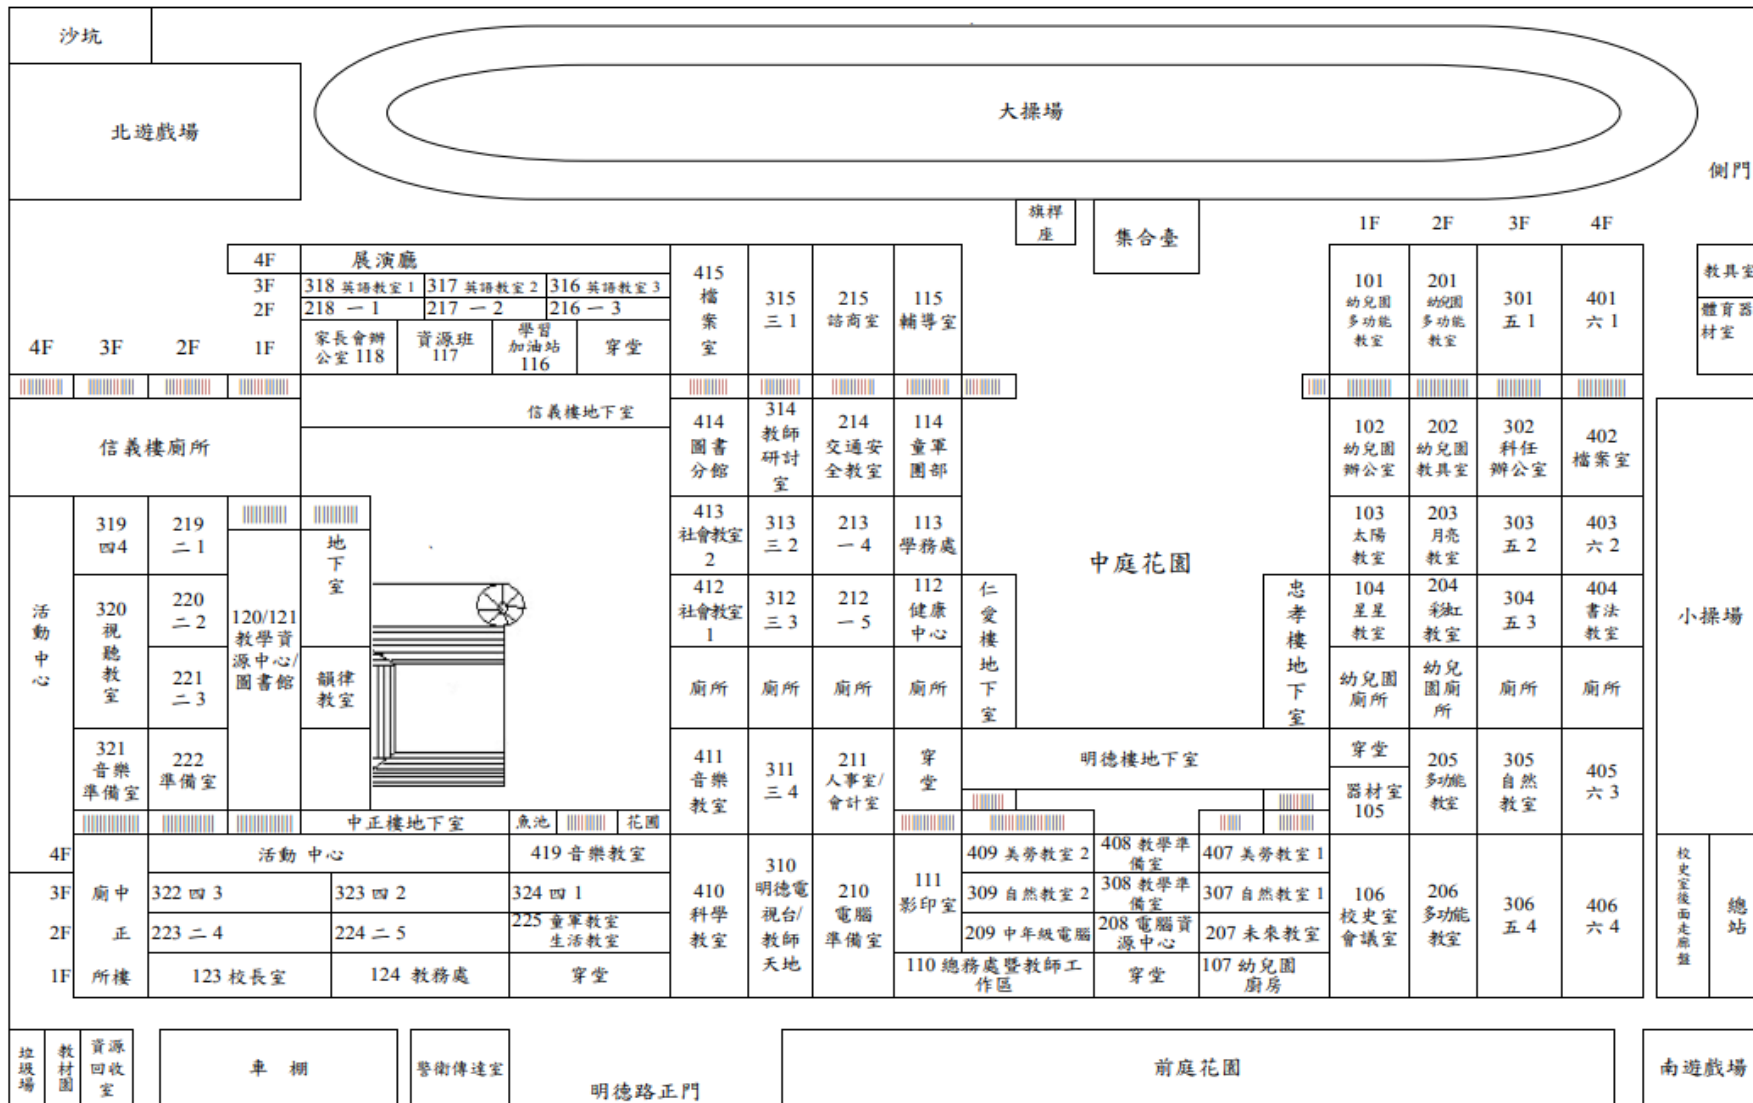 沙坑
北遊戲場
大操場
側門
旗桿
座
集合臺
1F
2F
3F
4F
教具室
體育器
材室
4F
展演廳
3F
318 英語教室 1
317 英語教室 2
316 英語教室 3
2F
218 一 1
217 一 2
216 一 3
4F
3F
2F
1F
家長會辦
公室 118
資源班
117
學習
加油站
116
穿堂
415
檔
案
室
315
三 1
215
諮商室
115
輔導室
101
幼兒園
多功能
教室
201
幼兒園
多功能
教室
301
五 1
401
六 1
信義樓廁所
信義樓地下室
414
圖書
分館
314
教師
研討
室
214
交通安
全教室
114
童軍
團部
102
幼兒園
辦公室
202
幼兒園
教具室
302
科任
辦公室
402
檔案室
活
動
中
心
319
四4
219
二 1
地
下
室
413
社會教室
2
313
三 2
213
一 4
113
學務處
中庭花園
103
太陽
教室
203
月亮
教室
303
五 2
403
六 2
320
視
聽
教
室
220
二 2
120/121
教學資
源中心/
圖書館
412
社會教室
1
312
三 3
212
一 5
112
健康
中心
仁
愛
樓
地
下
室
忠
孝
樓
地
下
室
104
星星
教室
204
彩虹
教室
304
五 3
404
書法
教室
小操場
221
二 3
韻律
教室
廁所
廁所
廁所
廁所
幼兒園
廁所
幼兒
園廁
所
廁所
廁所
321
音樂
準備室
222
準備室
411
音樂
教室
311
三 4
211
人事室/
會計室
穿
堂
明德樓地下室
穿堂
器材室
105
205
多功能
教室
305
自然
教室
405
六 3
中正樓地下室
魚池
花圃
4F
活動 中心
419 音樂教室
3F
廁中
322 四 3
323 四 2
324 四 1
2F
正
223 二 4
224 二 5
225 童軍教室
生活教室
1F
所樓
123 校長室
124 教務處
穿堂
410
科學
教室
310
明德電
視台/
教師
天地
210
電腦
準備室
111
影印室
409 美勞教室 2
408 教學準
備室
407 美勞教室 1
309 自然教室 2
308 教學準
備室
307 自然教室 1
209 中年級電腦
208 電腦資
源中心
207 未來教室
110 總務處暨教師工
作區
穿堂
107 幼兒園
廚房
106
校史室
會議室
206
多功能
教室
306
五 4
406
六 4
校
史
室
後
面
走
廊
盤
總
站
垃
圾
場
教
材
園
資源
回收
室
車 棚
警衛傳達室
明德路正門
前庭花園
南遊戲場